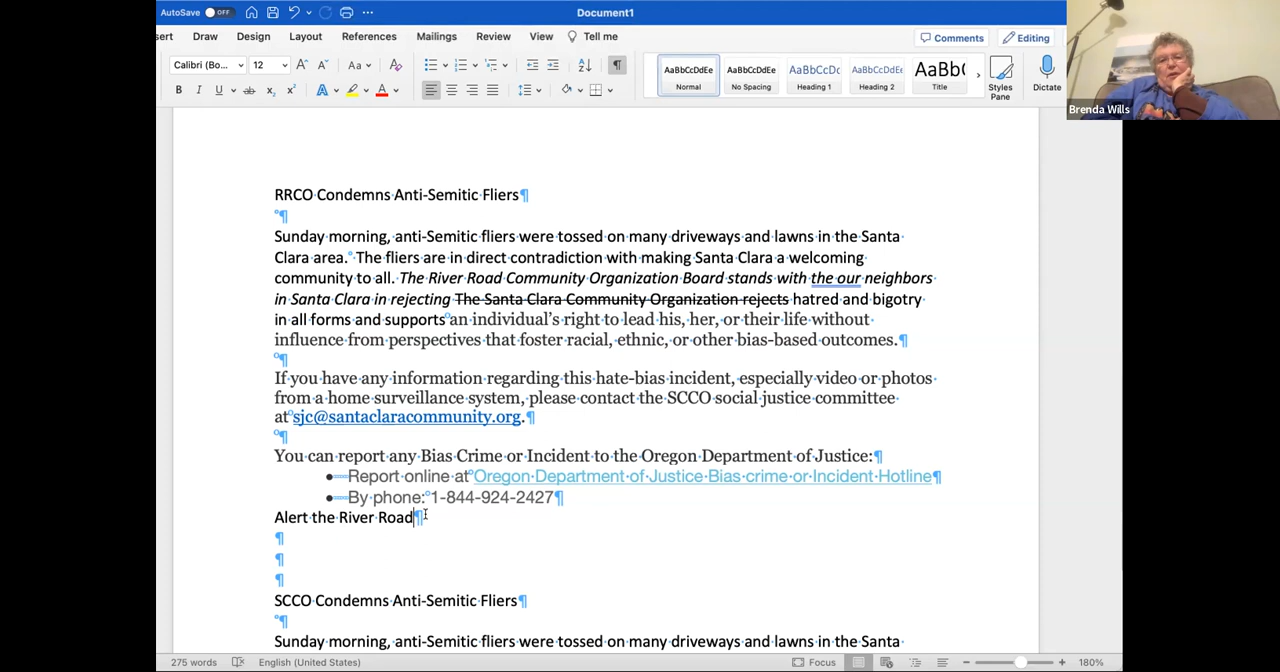 AutoSave OFF
Document1
sert Draw Design Layout References Mailings Review View Tell me
Comments Editing
Calibri (Bo... 12
AaBbCcDdEe AaBbCcDdEe AaBbCcDc AaBbCcDdEe AaBb(
Normal No Spacing Heading 1 Heading 2 Title
Styles Pane
Dictate
Brenda Wills
RRCO Condemns Anti-Semitic Fliers
Sunday morning, anti-Semitic fliers were tossed on many driveways and lawns in the Santa
Clara area. The fliers are in direct contradiction with making Santa Clara a welcoming
community to all. The River Road Community Organization Board stands with the our neighbors
in Santa Clara in rejecting The Santa Clara Community Organization rejects hatred and bigotry
in all forms and supports an individual's right to lead his, her, or their life without
influence from perspectives that foster racial, ethnic, or other bias-based outcomes.
If you have any information regarding this hate-bias incident, especially video or photos
from a home surveillance system, please contact the SCCO social justice committee
at sjc@santaclaracommunity.org.
You can report any Bias Crime or Incident to the Oregon Department of Justice:
Report online at Oregon Department of Justice Bias crime or Incident Hotline
By phone: 1-844-924-2427
Alert the River Road
SCCO Condemns Anti-Semitic Fliers
Sunday morning, anti-Semitic fliers were tossed on many driveways and lawns in the Santa
275 words English (United States) Focus 180%